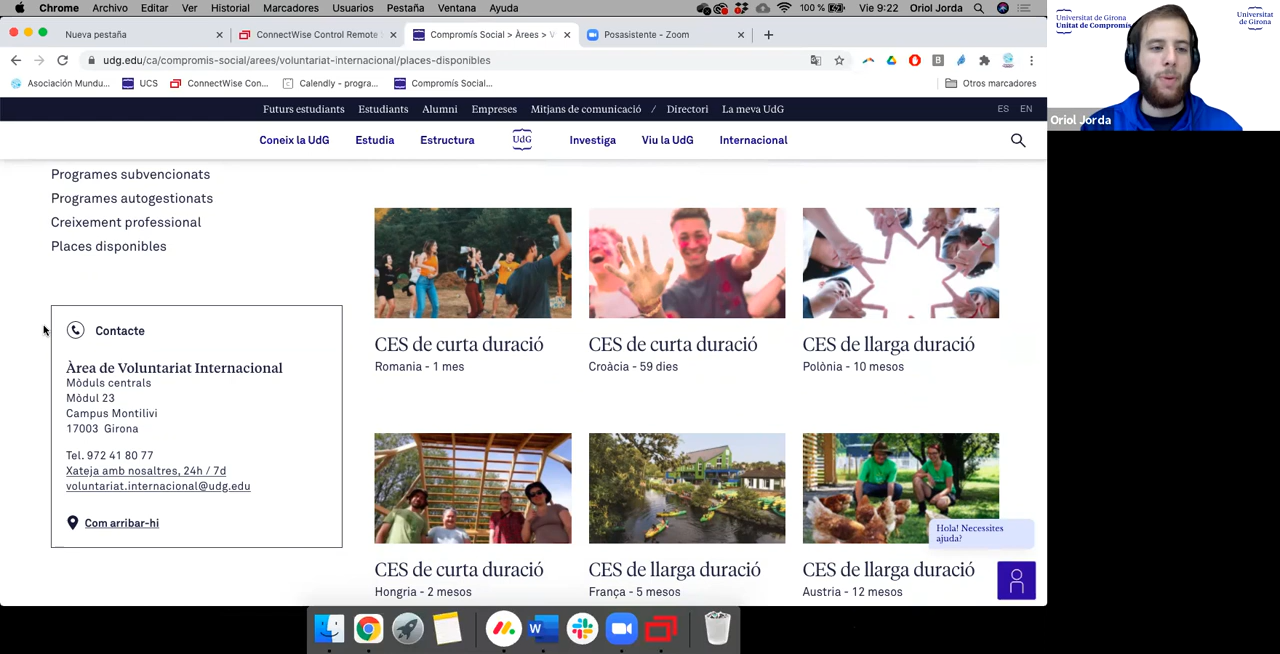 Chrome Archivo Editar Ver Historial Marcadores Usuarios Pestaña Ventana Ayuda 100 % Vie 9:22 Oriol Jorda
Nueva pestaña ConnectWise Control Remote Compromís Social > Àrees > V Posasistente - Zoom
udg.edu/ca/compromis-social/arees/voluntariat-internacional/places-disponibles
Asociación Mundu... UCS ConnectWise Con... Calendly - progra... Compromís Social... Otros marcadores
Futurs estudiants Estudiants Alumni Empreses Mitjans de comunicació / Directori La meva UdG ES EN
Coneix la UdG Estudia Estructura UdG Investiga Viu la UdG Internacional
Programes subvencionats
Programes autogestionats
Creixement professional
Places disponibles
Contacte
Àrea de Voluntariat Internacional
Mòduls centrals
Mòdul 23
Campus Montilivi
17003 Girona
Tel. 972 41 80 77
Xateja amb nosaltres, 24h / 7d
voluntariat.internacional@udg.edu
Com arribar-hi
CES de curta duració
Romania - 1 mes
CES de curta duració
Croàcia - 59 dies
CES de llarga duració
Polònia - 10 mesos
CES de curta duració
Hongria - 2 mesos
CES de llarga duració
França - 5 mesos
CES de llarga duració
Austria - 12 mesos
Hola! Necessites
ajuda?
Universitat de Girona
Unitat de Compromís
Universitat
de Girona
Oriol Jorda